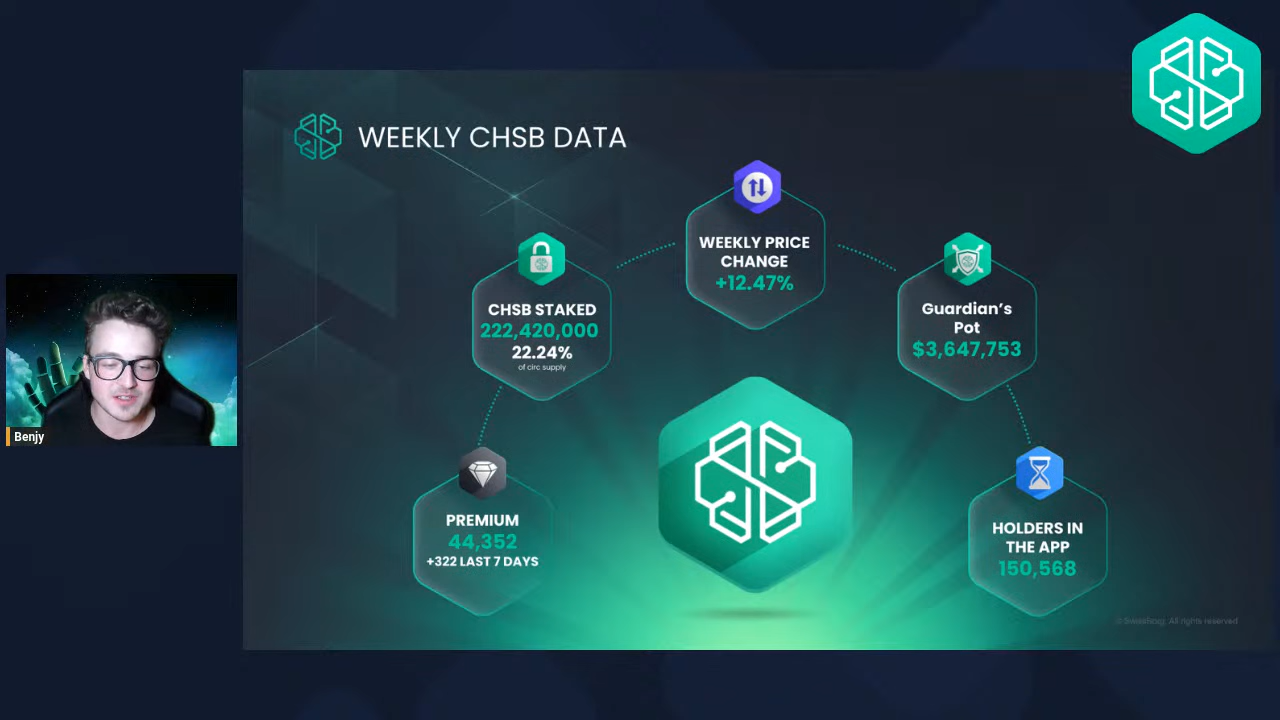 WEEKLY CHSB DATA
WEEKLY PRICE
CHANGE
+12.47%
CHSB STAKED
222,420,000
22.24%
of circ supply
Guardian's
Pot
$3,647,753
PREMIUM
44,352
+322 LAST 7 DAYS
HOLDERS IN
THE APP
150,568
Benjy
© SwissBorg. All rights reserved